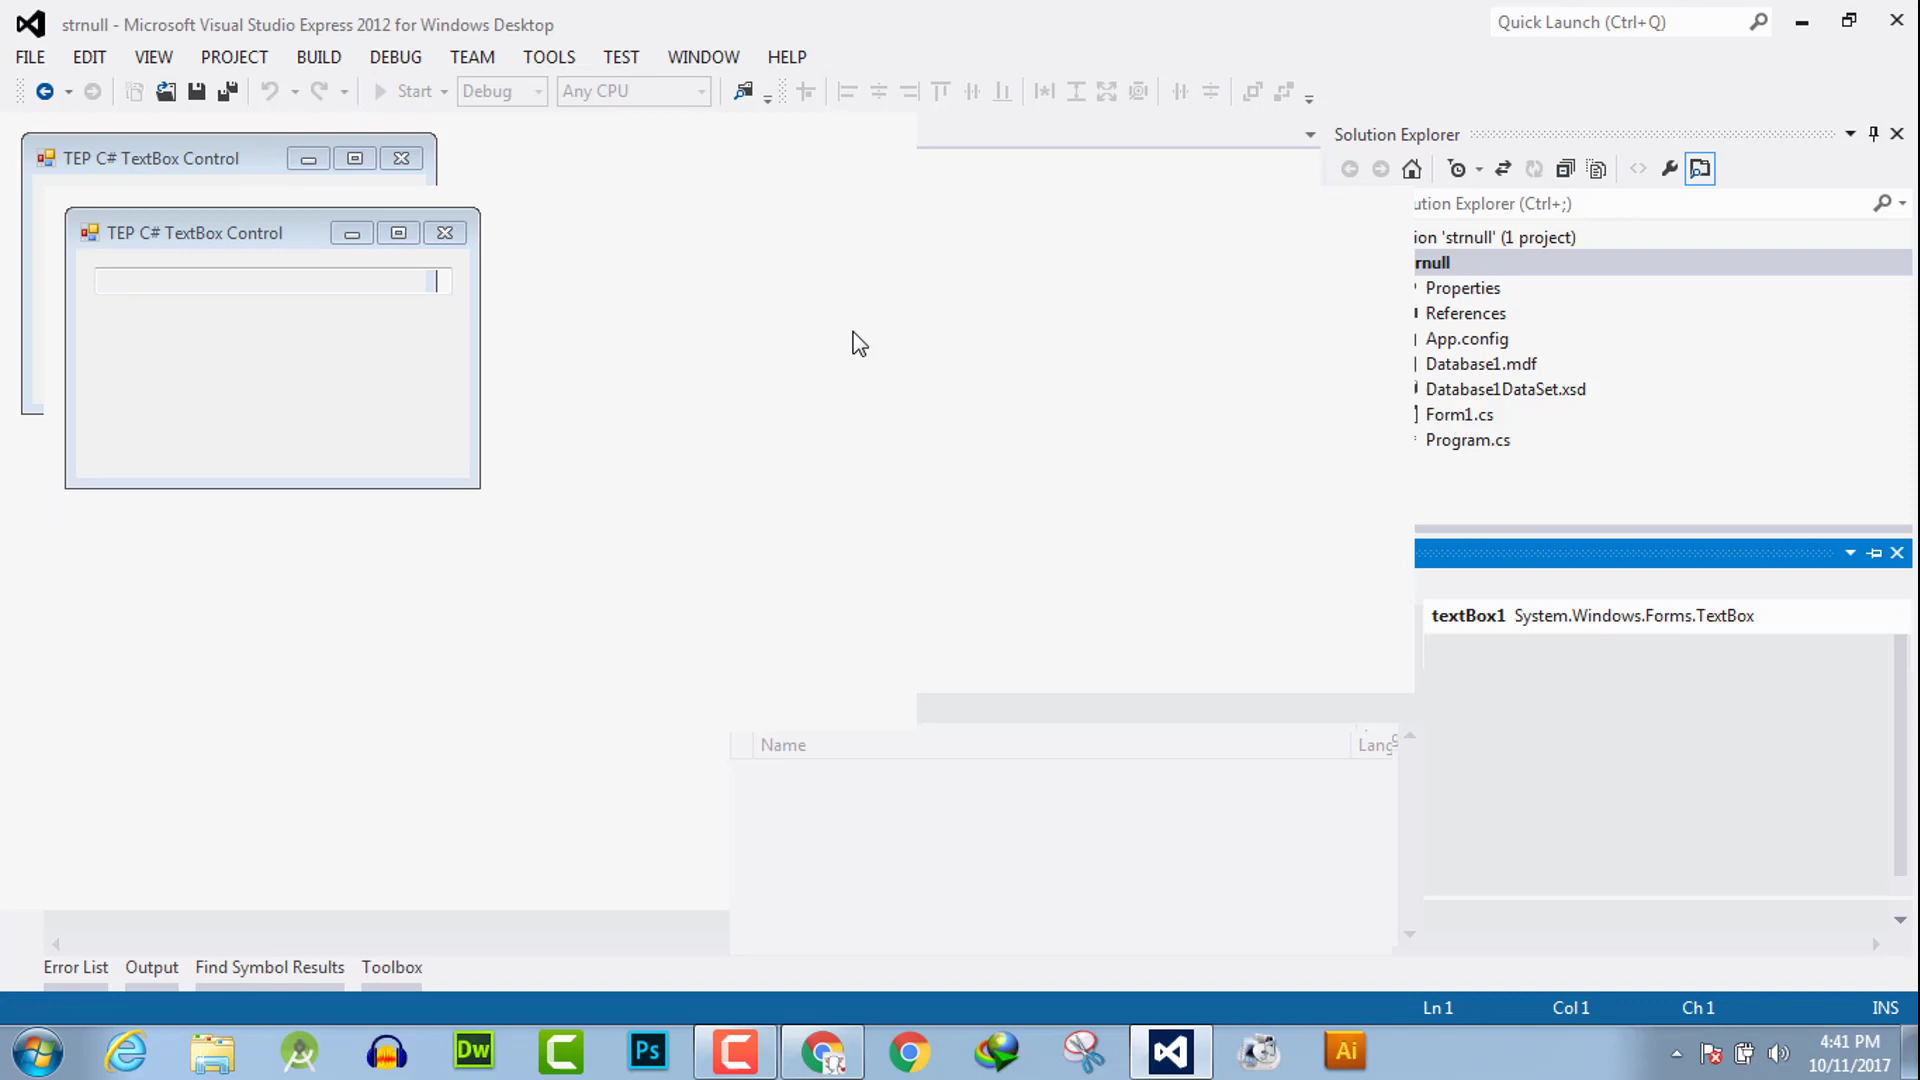 strnull - Microsoft Visual Studio Express 2012 for Windows Desktop
Quick Launch (Ctrl+Q)
FILE EDIT VIEW PROJECT BUILD DEBUG TEAM TOOLS TEST WINDOW HELP
Start Debug Any CPU
Solution Explorer
TEP C# TextBox Control
ution Explorer (Ctrl+;)
TEP C# TextBox Control
ion 'strnull' (1 project)
rnull
Properties
References
App.config
Database1.mdf
Database1DataSet.xsd
Form1.cs
Program.cs
textBox1 System.Windows.Forms.TextBox
Name Lang
Error List Output Find Symbol Results Toolbox
Ln 1 Col 1 Ch 1 INS
Dw Ps Ai
4:41 PM
10/11/2017